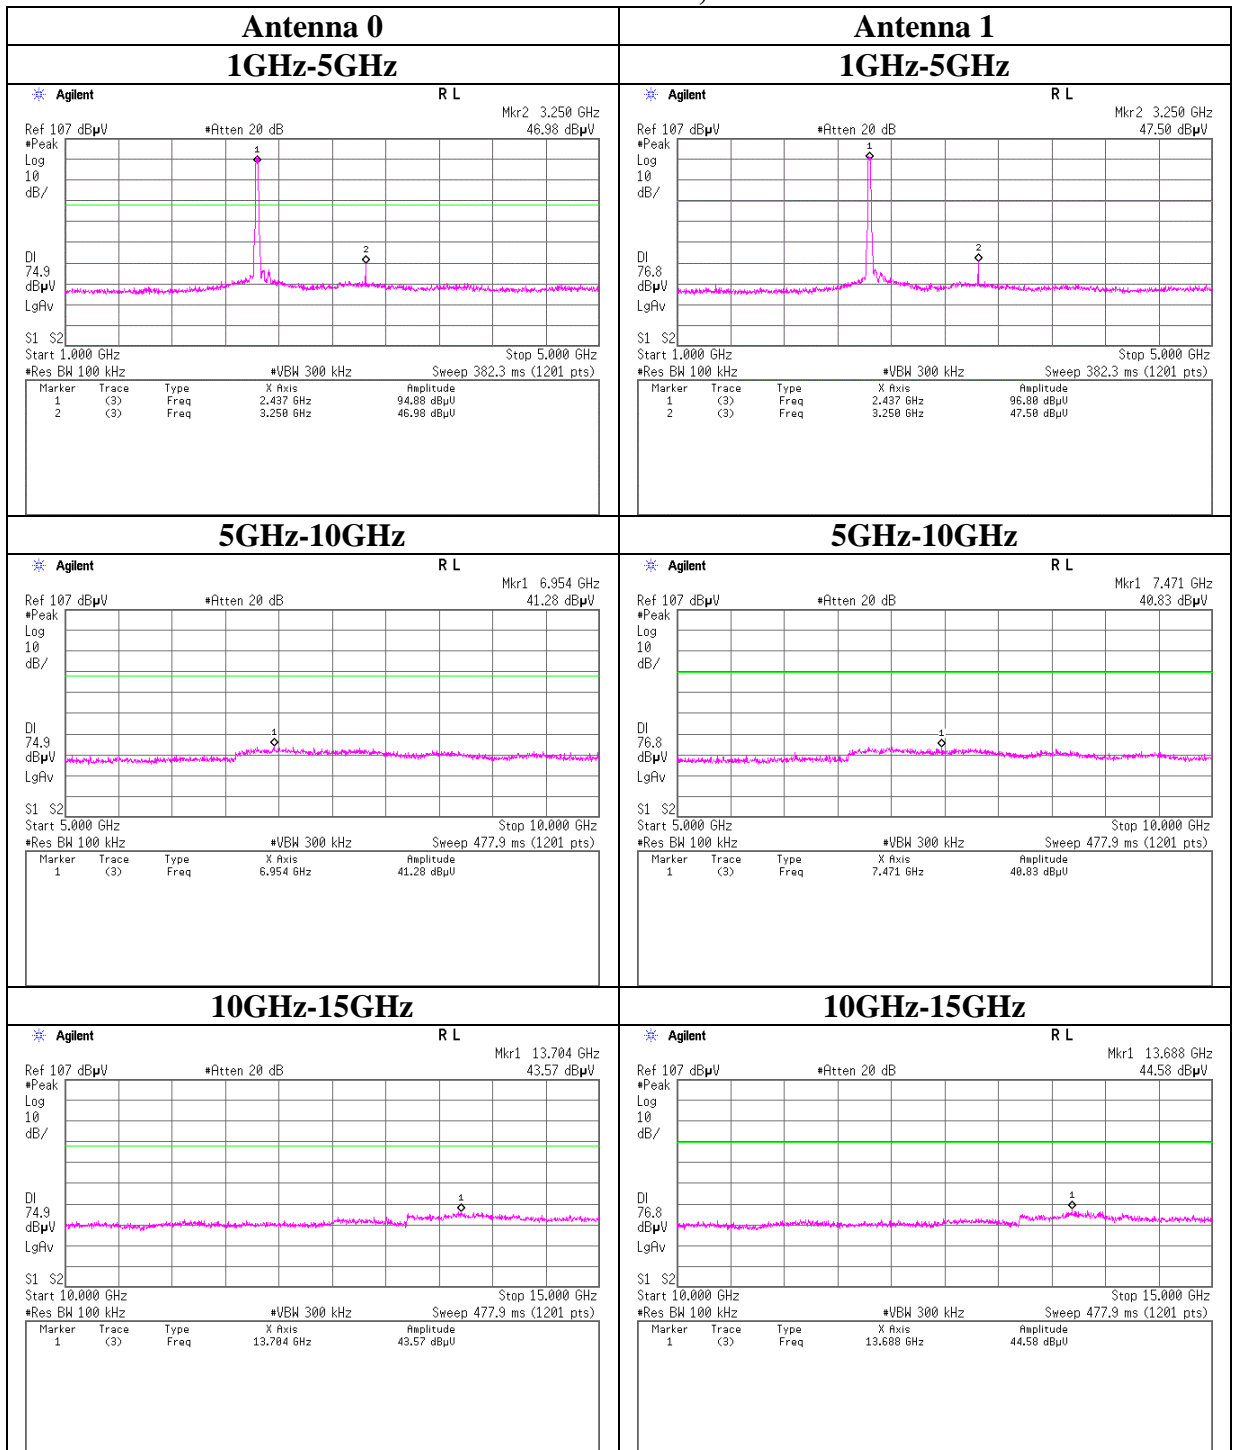 Antenna 0
Antenna 1
1GHz-5GHz
1GHz-5GHz
Agilent
R L
Mkr2 3.250 GHz
Ref 107 dBµV
#Atten 20 dB
46.98 dBµV
#Peak
Log
10
dB/
1
2
DI
74.9
dBµV
LgAv
S1 S2
Start 1.000 GHz
Stop 5.000 GHz
#Res BW 100 kHz
#VBW 300 kHz
Sweep 382.3 ms (1201 pts)
Marker Trace Type X Axis Amplitude
1 (3) Freq 2.437 GHz 94.88 dBµV
2 (3) Freq 3.250 GHz 46.98 dBµV
Agilent
R L
Mkr2 3.250 GHz
Ref 107 dBµV
#Atten 20 dB
47.50 dBµV
#Peak
Log
10
dB/
1
2
DI
76.8
dBµV
LgAv
S1 S2
Start 1.000 GHz
Stop 5.000 GHz
#Res BW 100 kHz
#VBW 300 kHz
Sweep 382.3 ms (1201 pts)
Marker Trace Type X Axis Amplitude
1 (3) Freq 2.437 GHz 96.80 dBµV
2 (3) Freq 3.250 GHz 47.50 dBµV
5GHz-10GHz
5GHz-10GHz
Agilent
R L
Mkr1 6.954 GHz
Ref 107 dBµV
#Atten 20 dB
41.28 dBµV
#Peak
Log
10
dB/
1
DI
74.9
dBµV
LgAv
S1 S2
Start 5.000 GHz
Stop 10.000 GHz
#Res BW 100 kHz
#VBW 300 kHz
Sweep 477.9 ms (1201 pts)
Marker Trace Type X Axis Amplitude
1 (3) Freq 6.954 GHz 41.28 dBµV
Agilent
R L
Mkr1 7.471 GHz
Ref 107 dBµV
#Atten 20 dB
40.83 dBµV
#Peak
Log
10
dB/
1
DI
76.8
dBµV
LgAv
S1 S2
Start 5.000 GHz
Stop 10.000 GHz
#Res BW 100 kHz
#VBW 300 kHz
Sweep 477.9 ms (1201 pts)
Marker Trace Type X Axis Amplitude
1 (3) Freq 7.471 GHz 40.83 dBµV
10GHz-15GHz
10GHz-15GHz
Agilent
R L
Mkr1 13.704 GHz
Ref 107 dBµV
#Atten 20 dB
43.57 dBµV
#Peak
Log
10
dB/
1
DI
74.9
dBµV
LgAv
S1 S2
Start 10.000 GHz
Stop 15.000 GHz
#Res BW 100 kHz
#VBW 300 kHz
Sweep 477.9 ms (1201 pts)
Marker Trace Type X Axis Amplitude
1 (3) Freq 13.704 GHz 43.57 dBµV
Agilent
R L
Mkr1 13.688 GHz
Ref 107 dBµV
#Atten 20 dB
44.58 dBµV
#Peak
Log
10
dB/
1
DI
76.8
dBµV
LgAv
S1 S2
Start 10.000 GHz
Stop 15.000 GHz
#Res BW 100 kHz
#VBW 300 kHz
Sweep 477.9 ms (1201 pts)
Marker Trace Type X Axis Amplitude
1 (3) Freq 13.688 GHz 44.58 dBµV